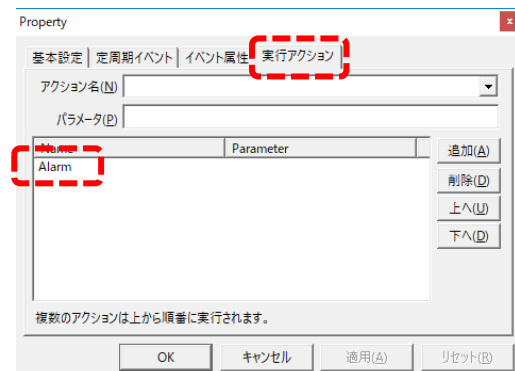 Property
x
基本設定 定周期イベント イベント属性 実行アクション
アクション名(N)
パラメータ(P)
Name Parameter
Alarm
追加(A)
削除(D)
上へ(U)
下へ(D)
複数のアクションは上から順番に実行されます。
OK キャンセル 適用(A) リセット(R)